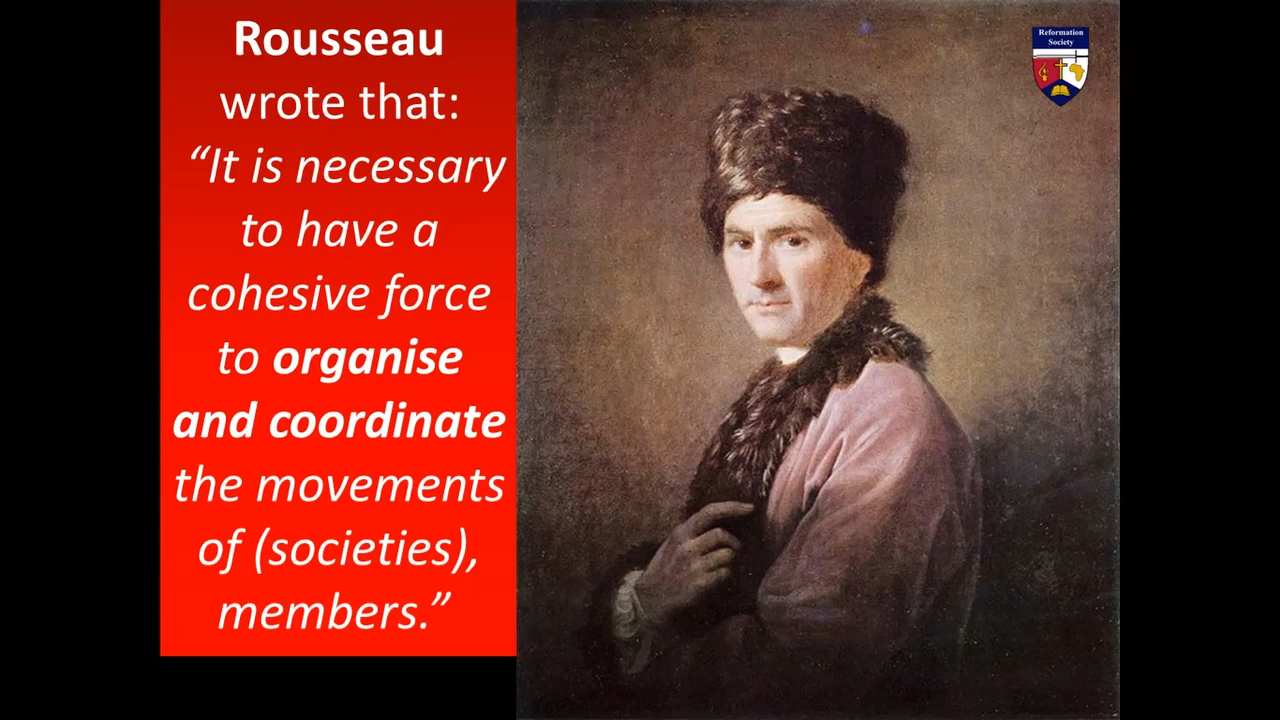 Rousseau
wrote that:
“It is necessary
to have a
cohesive force
to organise
and coordinate
the movements
of (societies),
members.”
Reformation
Society